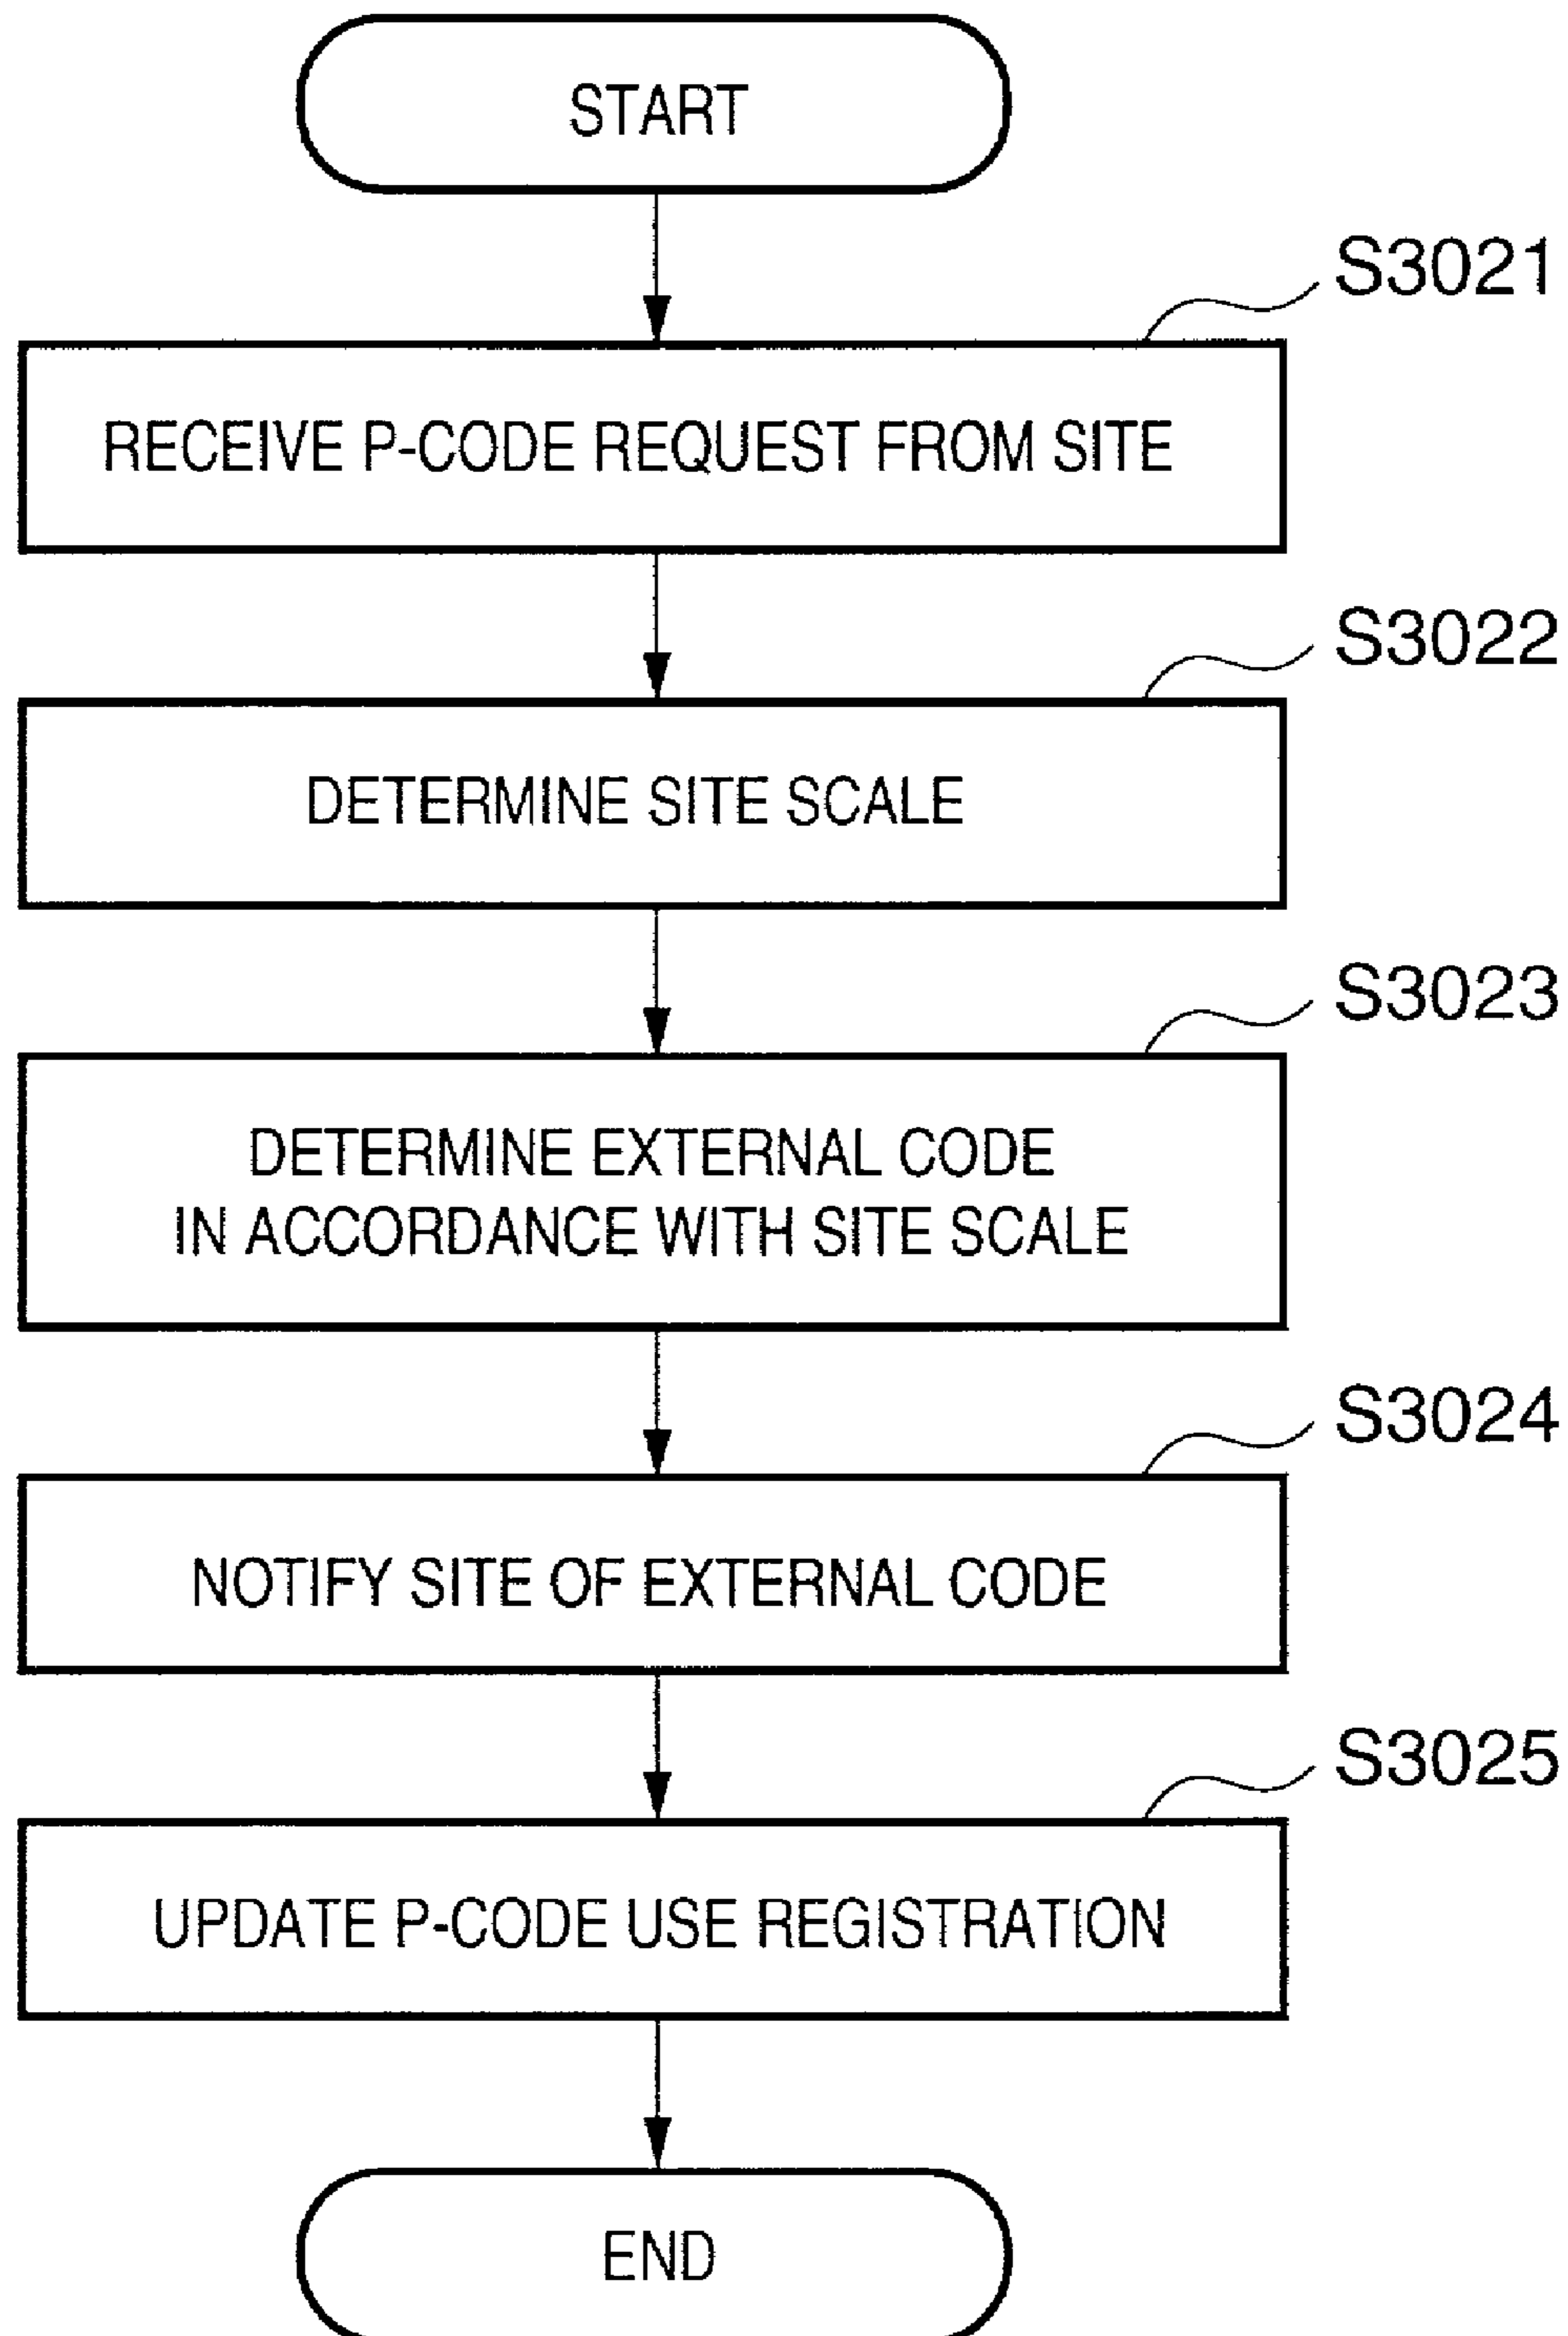 START
S3021
RECEIVE P-CODE REQUEST FROM SITE
S3022
DETERMINE SITE SCALE
S3023
DETERMINE EXTERNAL CODE
IN ACCORDANCE WITH SITE SCALE
S3024
NOTIFY SITE OF EXTERNAL CODE
S3025
UPDATE P-CODE USE REGISTRATION
END